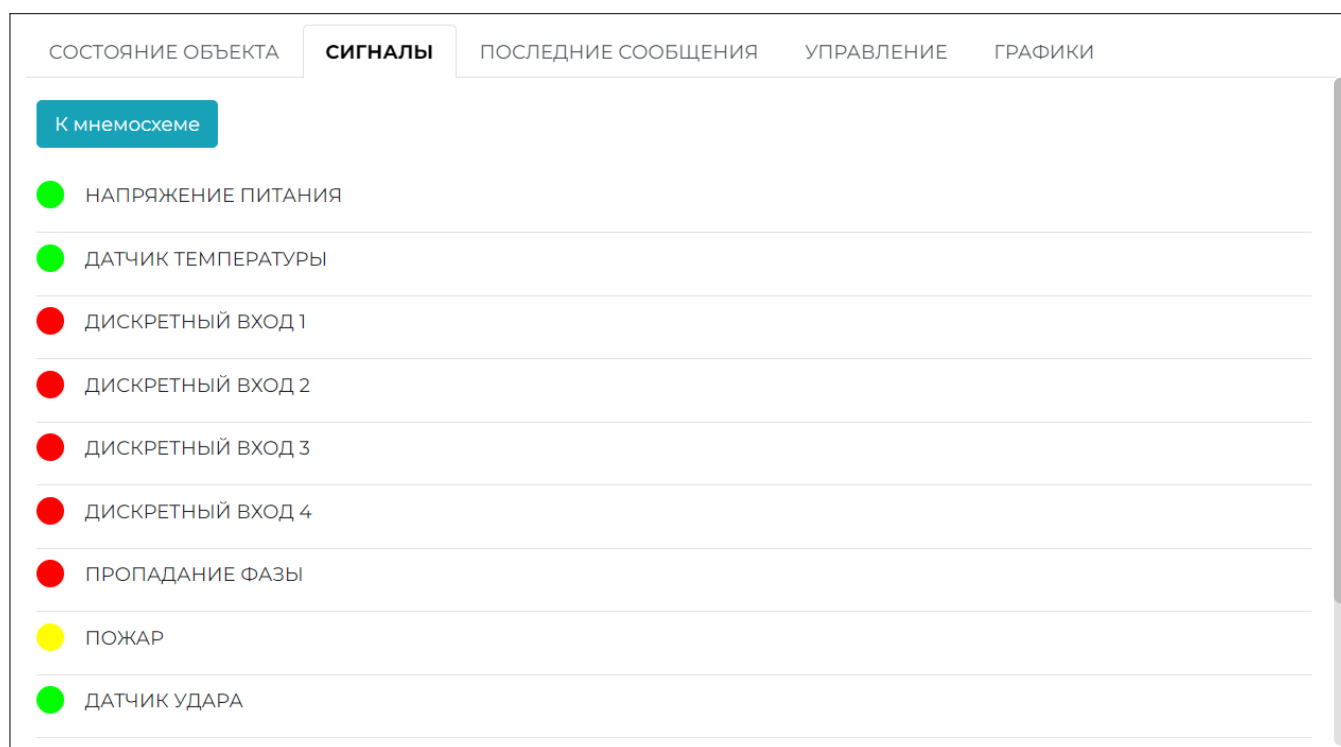 СОСТОЯНИЕ ОБЪЕКТА СИГНАЛЫ ПОСЛЕДНИЕ СООБЩЕНИЯ УПРАВЛЕНИЕ ГРАФИКИ
К мнемосхеме
НАПРЯЖЕНИЕ ПИТАНИЯ
ДАТЧИК ТЕМПЕРАТУРЫ
ДИСКРЕТНЫЙ ВХОД 1
ДИСКРЕТНЫЙ ВХОД 2
ДИСКРЕТНЫЙ ВХОД 3
ДИСКРЕТНЫЙ ВХОД 4
ПРОПАДАНИЕ ФАЗЫ
ПОЖАР
ДАТЧИК УДАРА